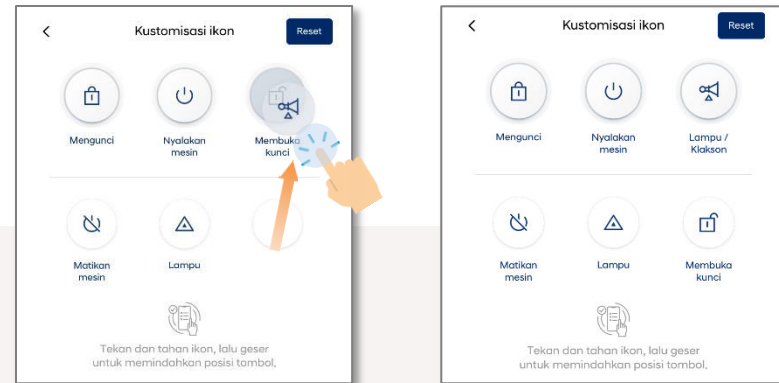 Kustomisasi ikon
Reset
Mengunci
Nyalakan
mesin
Membuka
kunci
Matikan
mesin
Lampu
Tekan dan tahan ikon, lalu geser
untuk memindahkan posisi tombol.
Kustomisasi ikon
Reset
Mengunci
Nyalakan
mesin
Lampu /
Klakson
Matikan
mesin
Lampu
Membuka
kunci
Tekan dan tahan ikon, lalu geser
untuk memindahkan posisi tombol.